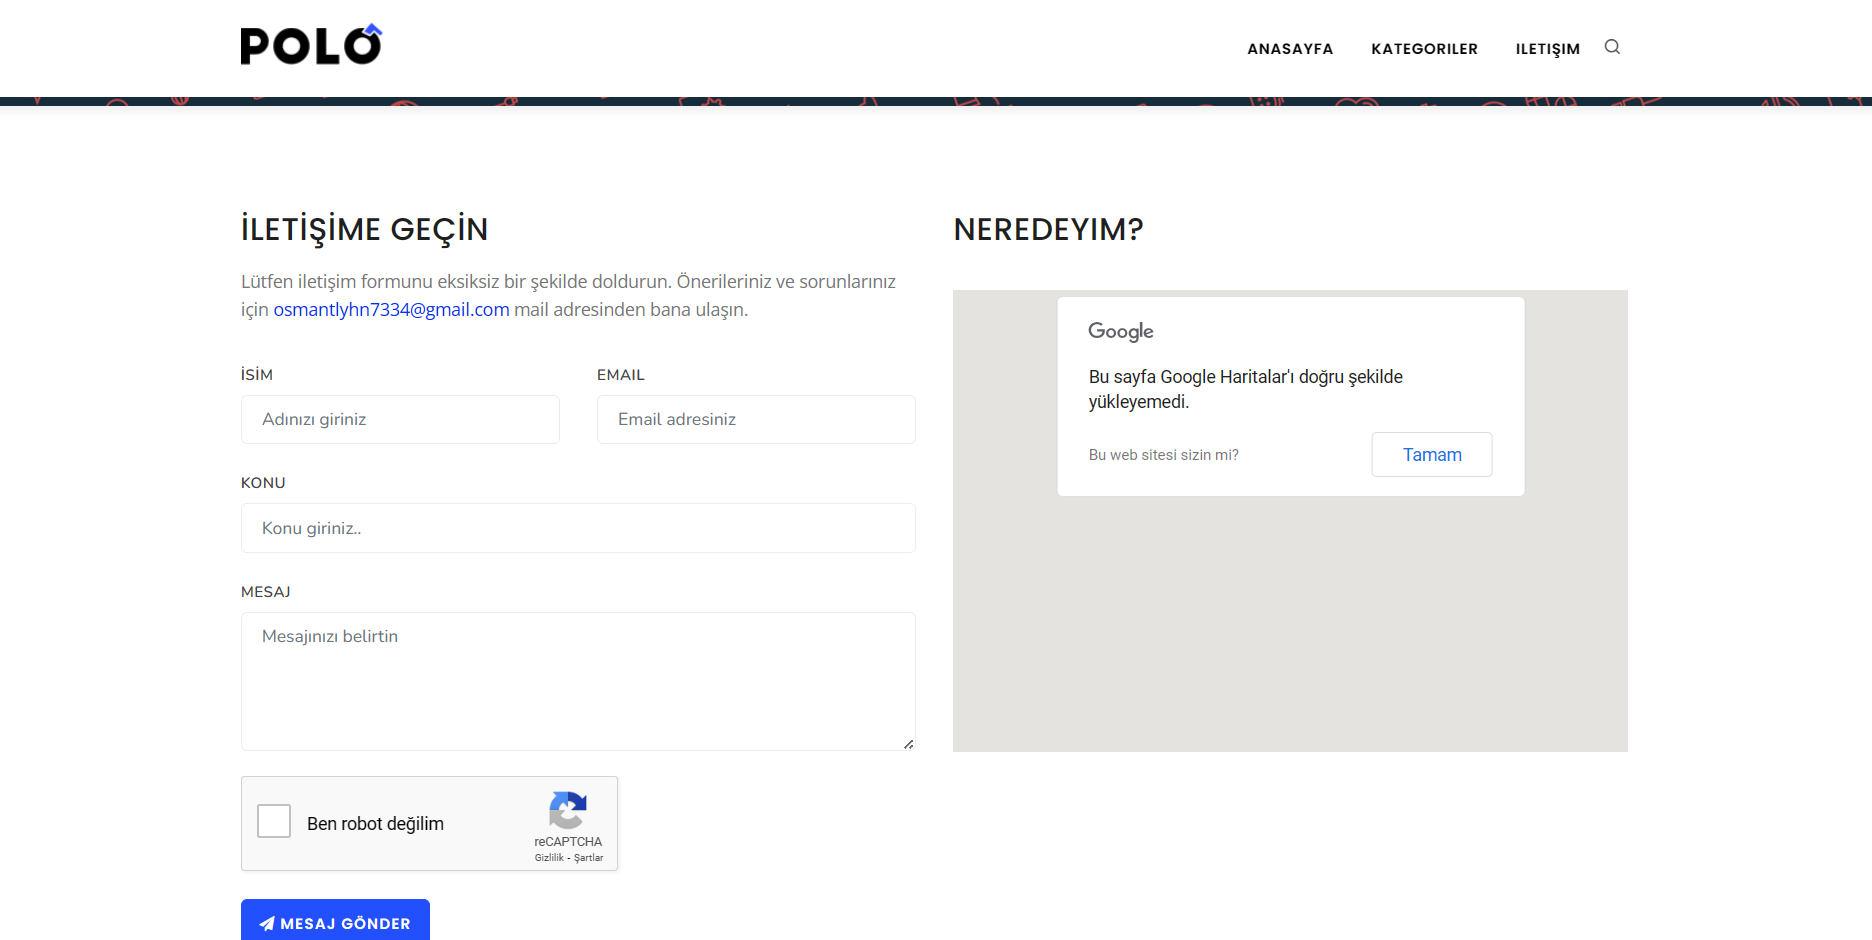 POLO
ANASAYFA KATEGORILER ILETIŞIM
İLETİŞİME GEÇİN
Lütfen iletişim formunu eksiksiz bir şekilde doldurun. Önerileriniz ve sorunlarınız
için osmantlyhn7334@gmail.com mail adresinden bana ulaşın.
İSİM EMAIL
Adınızı giriniz Email adresiniz
KONU
Konu giriniz..
MESAJ
Mesajınızı belirtin
Ben robot değilim
reCAPTCHA
Gizlilik - Şartlar
MESAJ GÖNDER
NEREDEYIM?
Google
Bu sayfa Google Haritalar'ı doğru şekilde
yükleyemedi.
Bu web sitesi sizin mi? Tamam